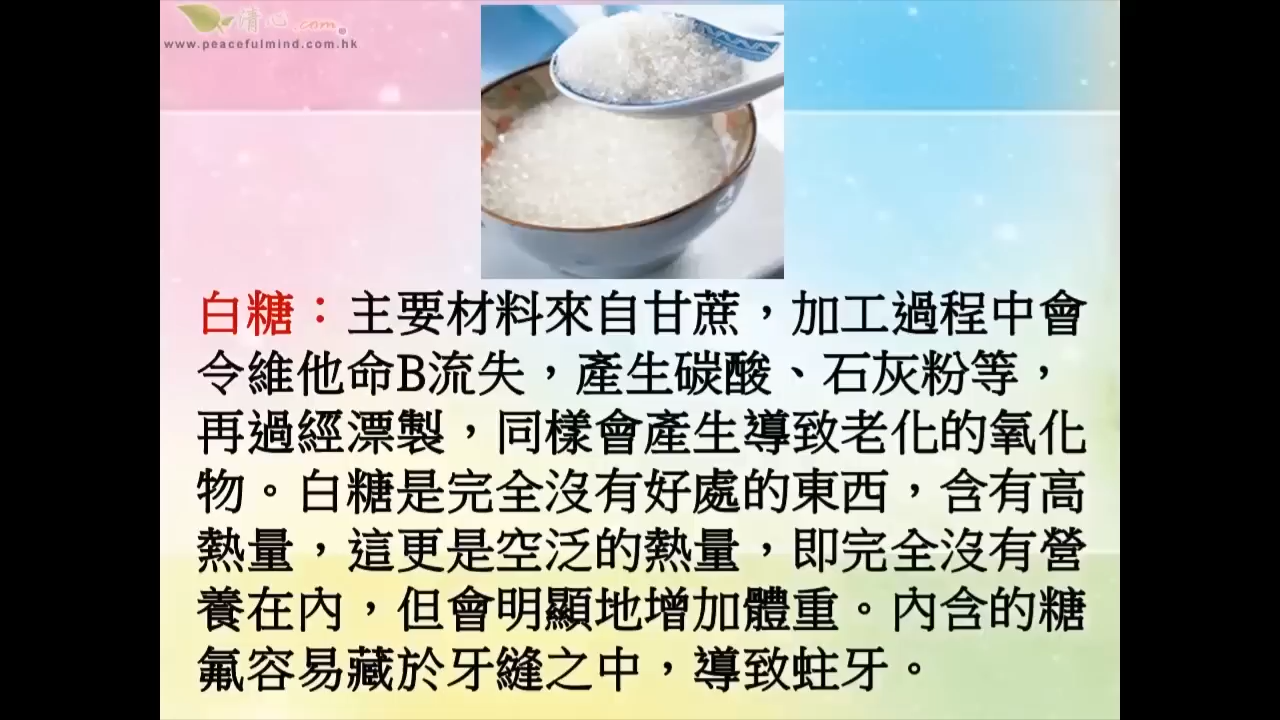 清心.com
www.peacefulmind.com.hk
白糖：主要材料來自甘蔗，加工過程中會
令維他命B流失，產生碳酸、石灰粉等，
再過經漂製，同樣會產生導致老化的氧化
物。白糖是完全沒有好處的東西，含有高
熱量，這更是空泛的熱量，即完全沒有營
養在內，但會明顯地增加體重。內含的糖
氟容易藏於牙縫之中，導致蛀牙。